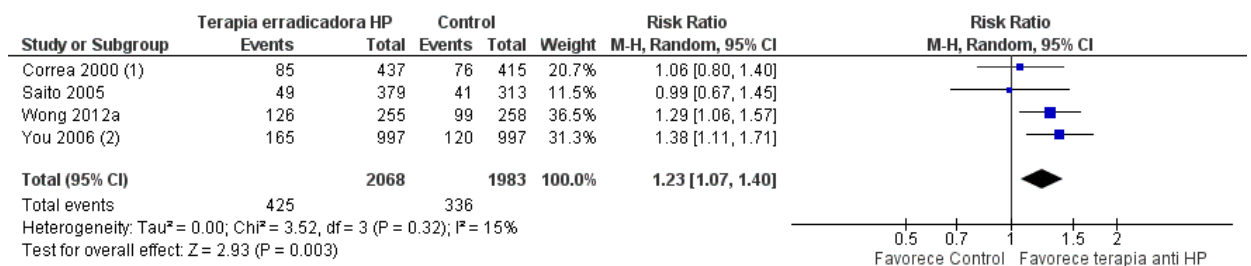 Terapia erradicadora HP Control Risk Ratio Risk Ratio
Study or Subgroup Events Total Events Total Weight M-H, Random, 95% CI M-H, Random, 95% CI
Correa 2000 (1) 85 437 76 415 20.7% 1.06 [0.80, 1.40]
Saito 2005 49 379 41 313 11.5% 0.99 [0.67, 1.45]
Wong 2012a 126 255 99 258 36.5% 1.29 [1.06, 1.57]
You 2006 (2) 165 997 120 997 31.3% 1.38 [1.11, 1.71]
Total (95% CI) 2068 1983 100.0% 1.23 [1.07, 1.40]
Total events 425 336
Heterogeneity: Tau² = 0.00; Chi² = 3.52, df = 3 (P = 0.32); I² = 15%
Test for overall effect: Z = 2.93 (P = 0.003)
0.5 0.7 1 1.5 2
Favorece Control Favorece terapia anti HP